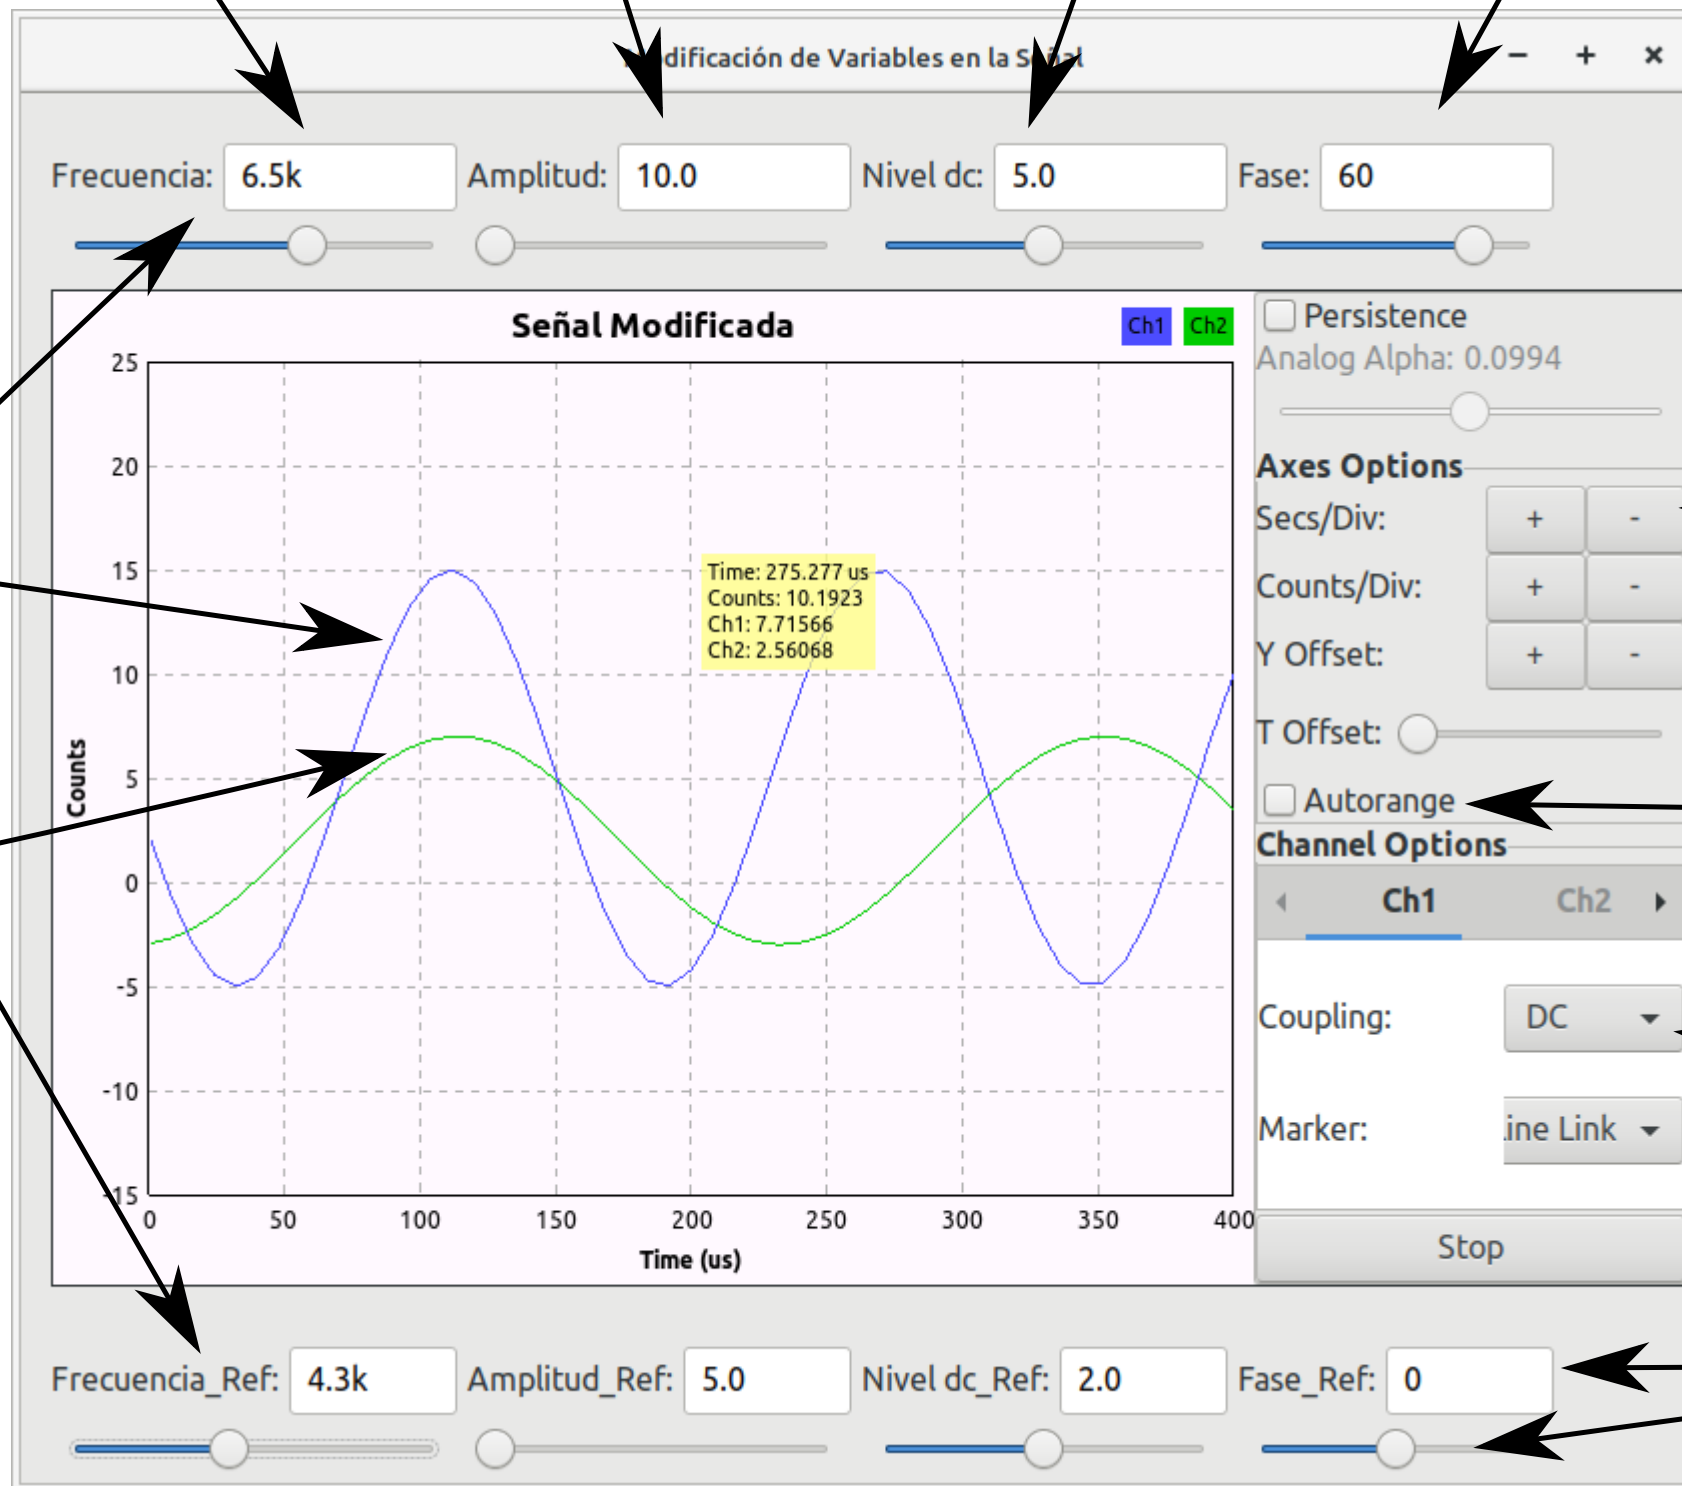 Modificación de Variables en la Señal
Frecuencia: 6.5k Amplitud: 10.0 Nivel dc: 5.0 Fase: 60
Señal Modificada
Ch1 Ch2
25
20
15
10
5
0
-5
-10
-15
Counts
0 50 100 150 200 250 300 350 400
Time (us)
Time: 275.277 us
Counts: 10.1923
Ch1: 7.71566
Ch2: 2.56068
Persistence
Analog Alpha: 0.0994
Axes Options
Secs/Div: + -
Counts/Div: + -
Y Offset: + -
T Offset:
Autorange
Channel Options
Ch1 Ch2
Coupling: DC
Marker: ine Link
Stop
Frecuencia_Ref: 4.3k Amplitud_Ref: 5.0 Nivel dc_Ref: 2.0 Fase_Ref: 0